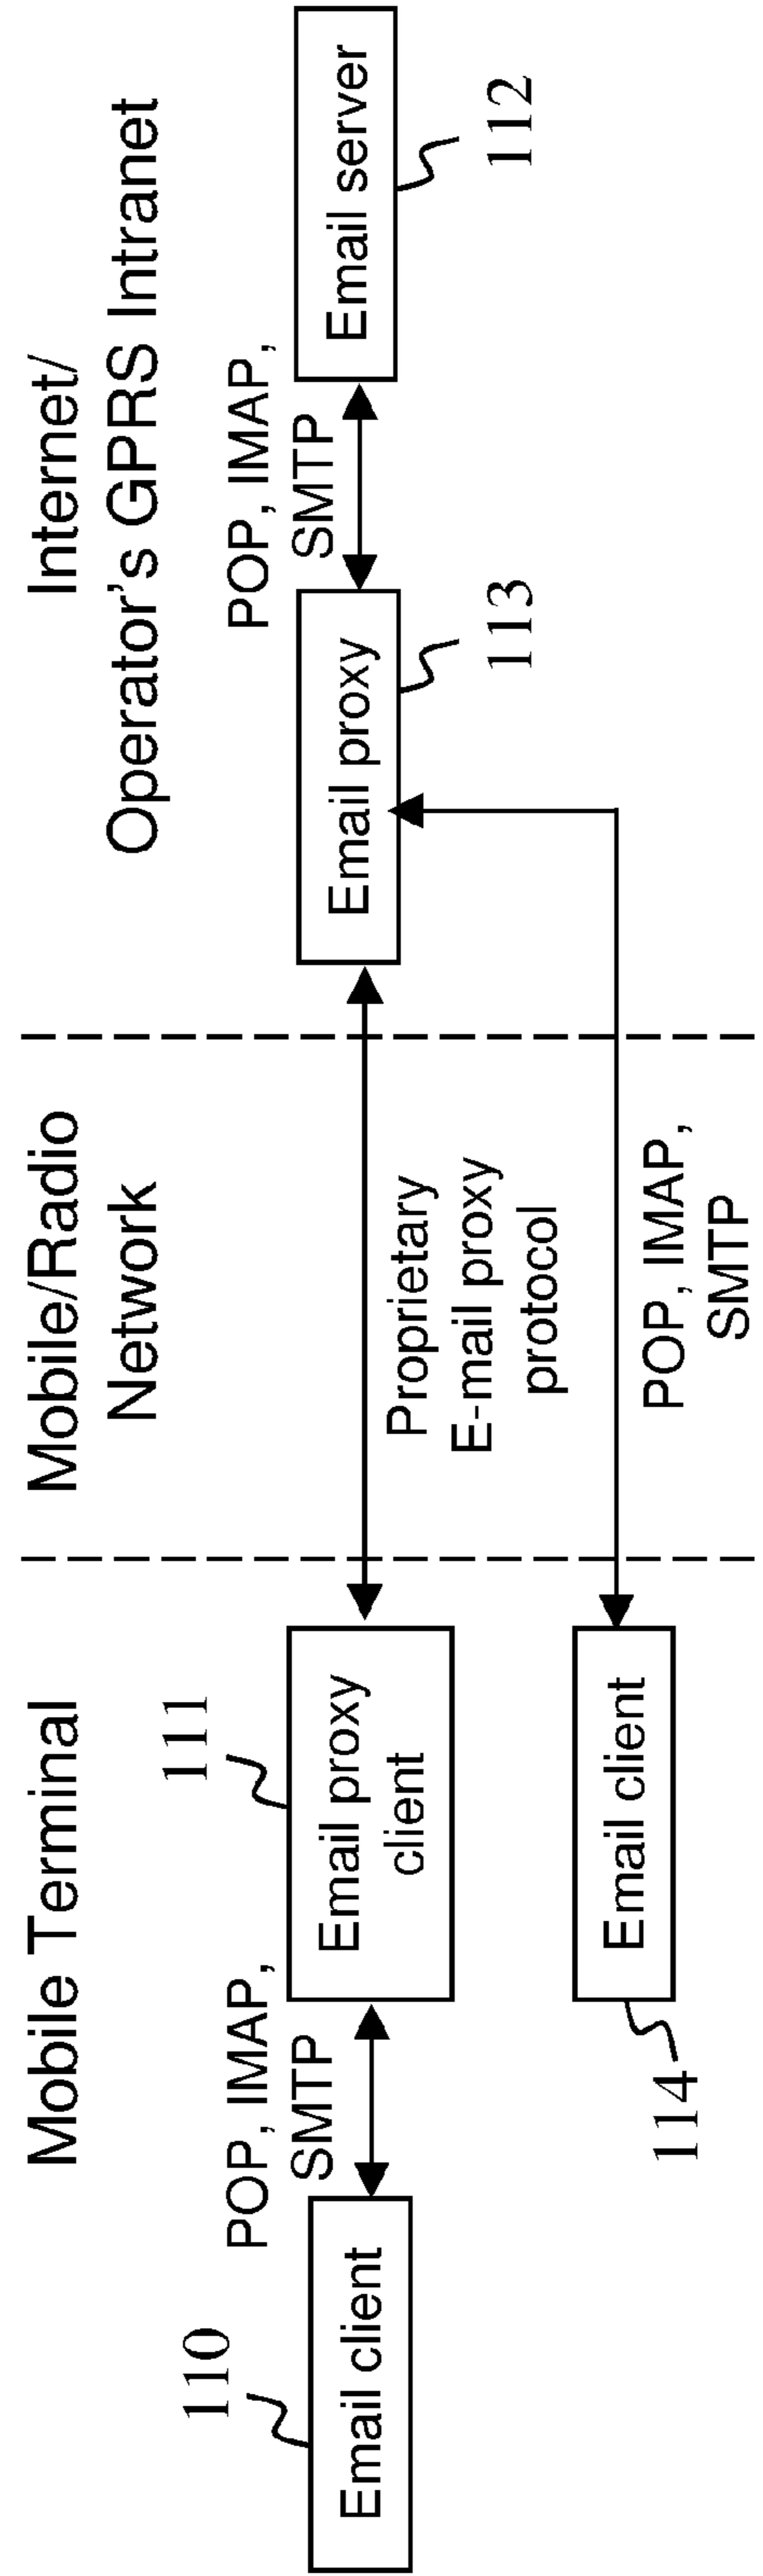 Mobile Terminal
Mobile/Radio
Network
Internet/
Operator's GPRS Intranet
110
Email client
POP, IMAP,
SMTP
111
Email proxy
client
Proprietary
E-mail proxy
protocol
Email proxy
113
POP, IMAP,
SMTP
Email server
112
114
Email client
POP, IMAP,
SMTP